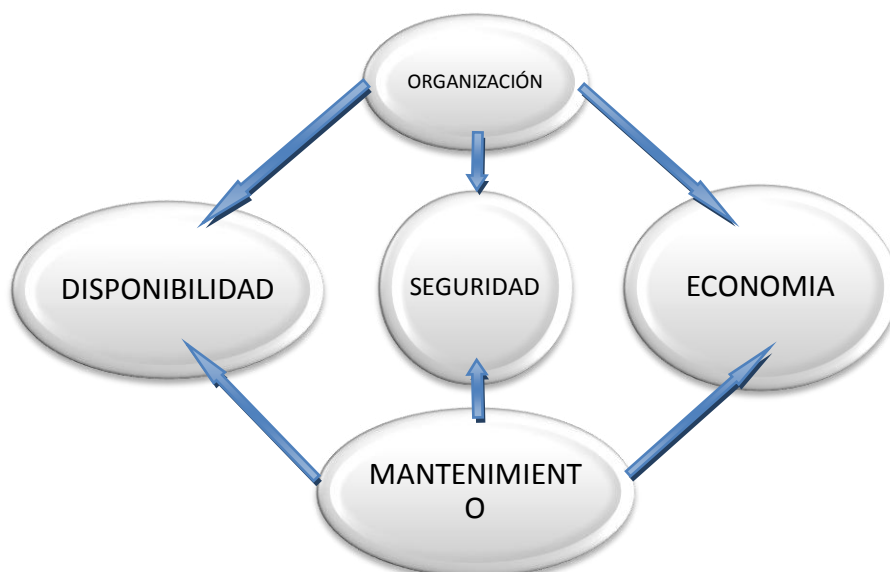 ORGANIZACIÓN
DISPONIBILIDAD
SEGURIDAD
ECONOMIA
MANTENIMIENT
O